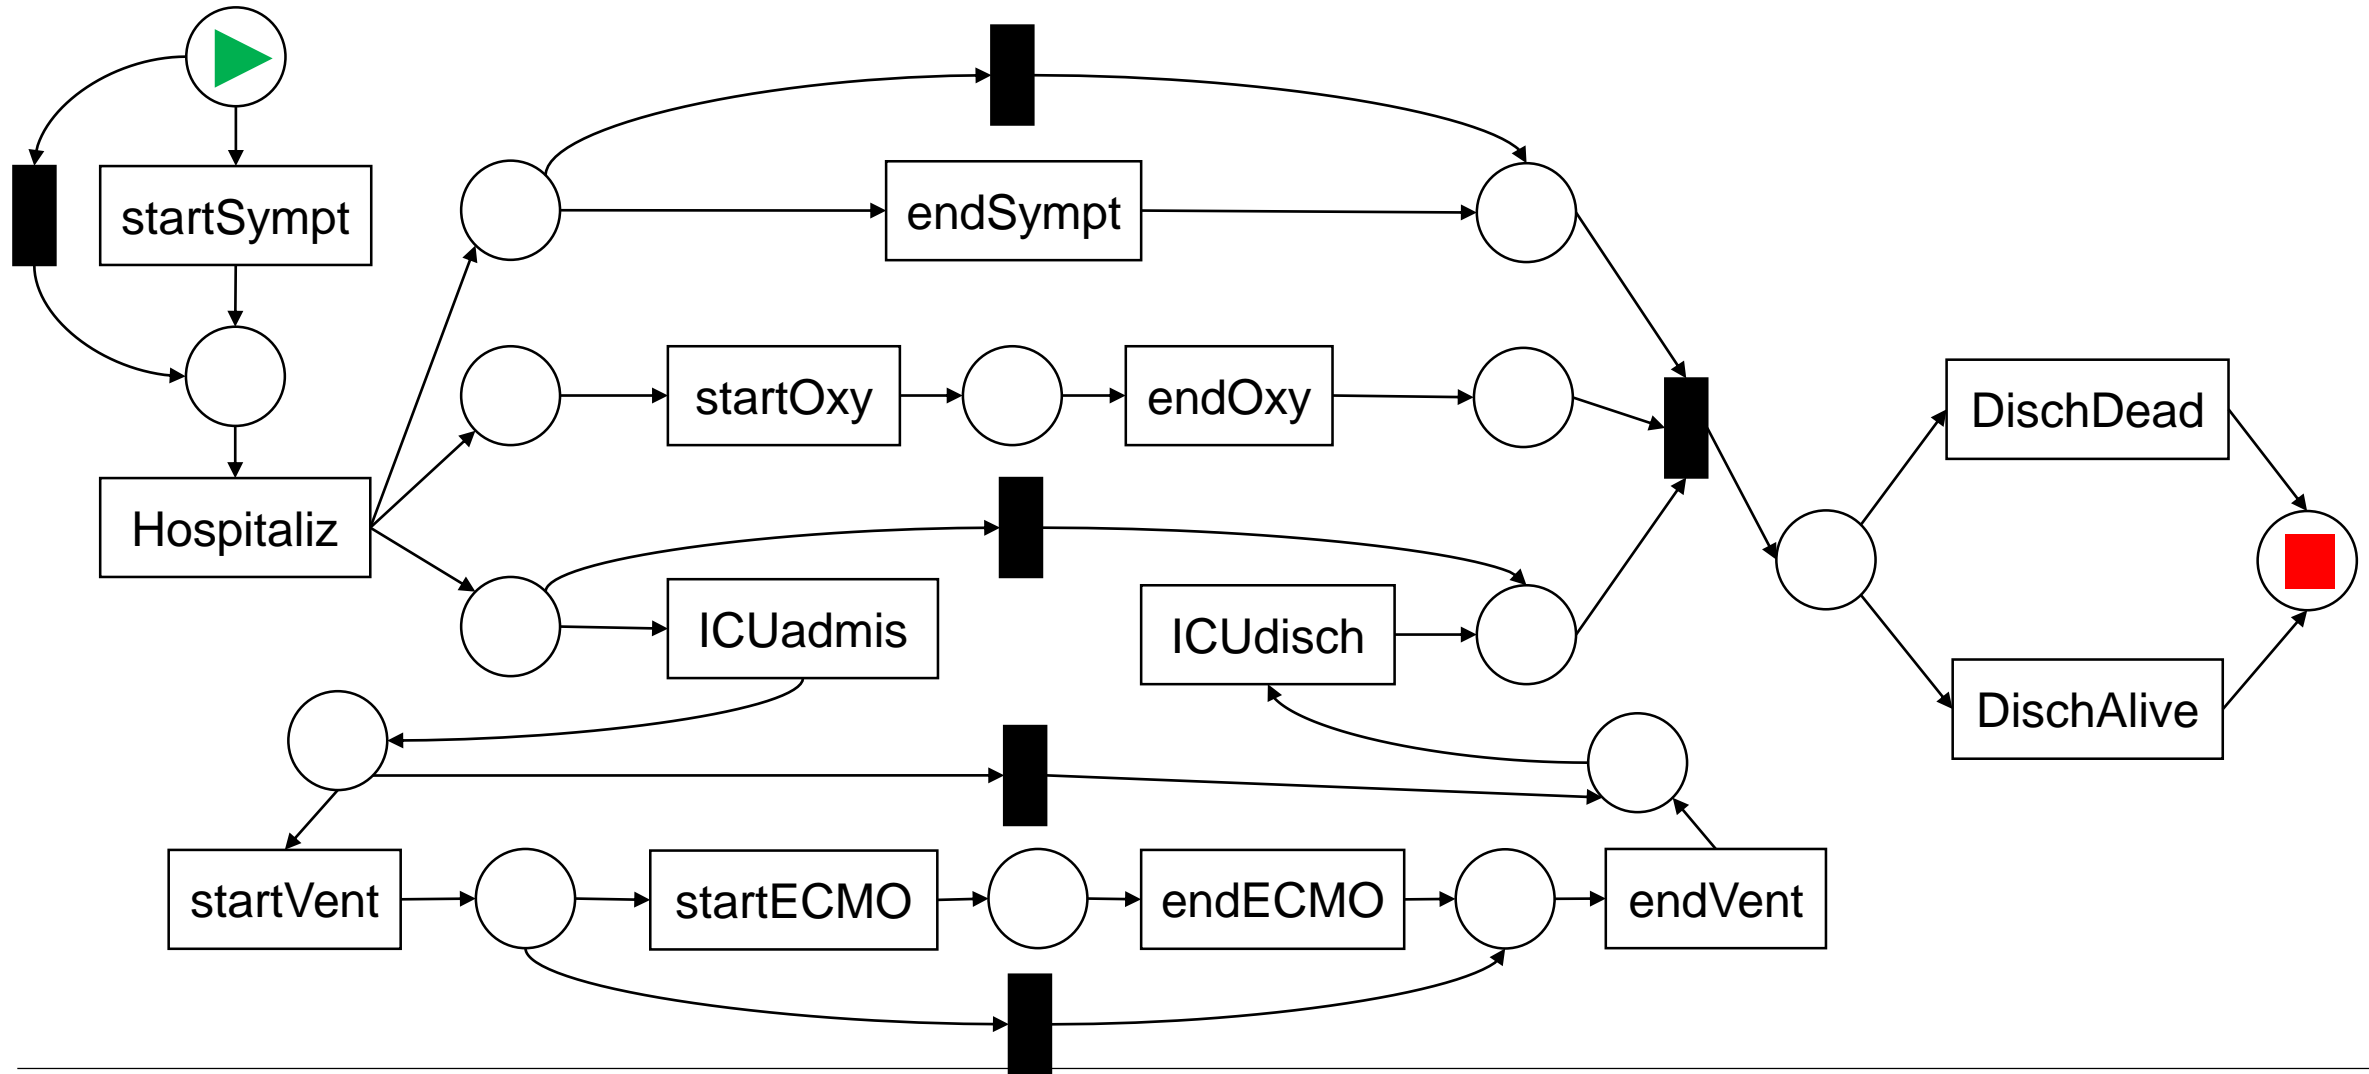 startSympt
endSympt
startOxy
endOxy
DischDead
Hospitaliz
ICUadmis
ICUdisch
DischAlive
startVent
startECMO
endECMO
endVent